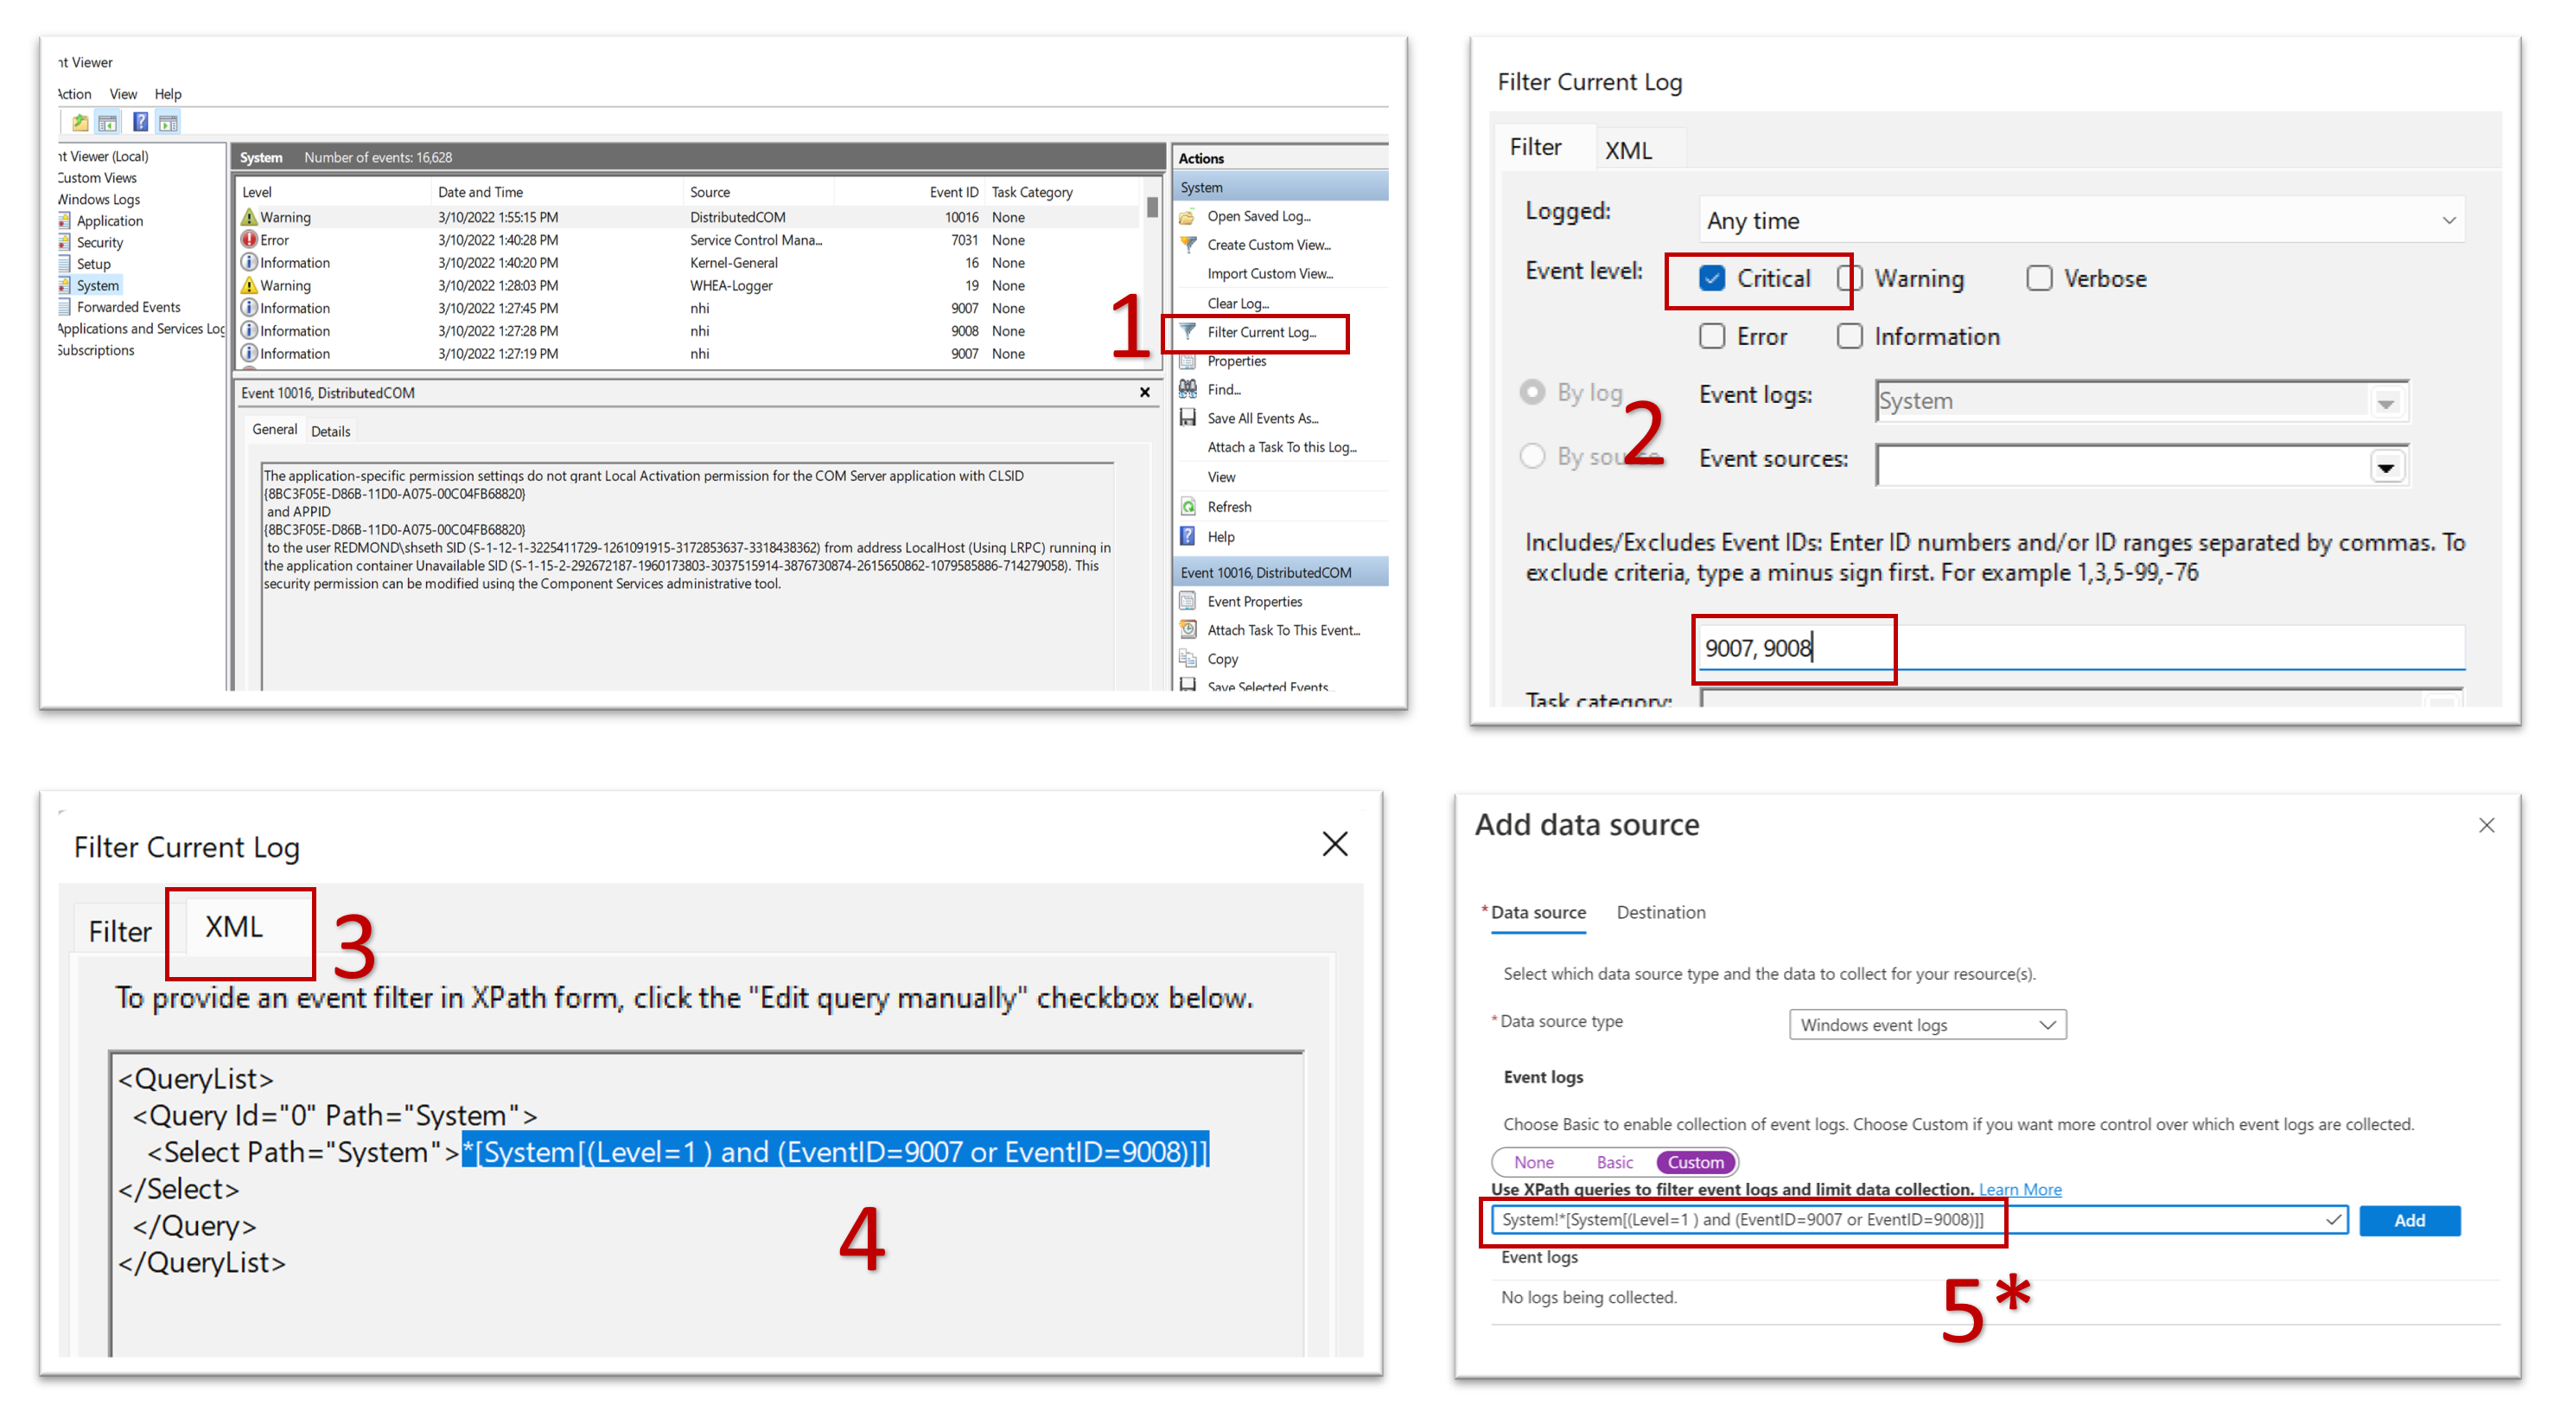 nt Viewer
Action View Help
nt Viewer (Local)
Custom Views
Windows Logs
Application
Security
Setup
System
Forwarded Events
Applications and Services Log
Subscriptions
System Number of events: 16,628
Level Date and Time Source Event ID Task Category
Warning 3/10/2022 1:55:15 PM DistributedCOM 10016 None
Error 3/10/2022 1:40:28 PM Service Control Mana... 7031 None
Information 3/10/2022 1:40:20 PM Kernel-General 16 None
Warning 3/10/2022 1:28:03 PM WHEA-Logger 19 None
Information 3/10/2022 1:27:45 PM nhi 9007 None
Information 3/10/2022 1:27:28 PM nhi 9008 None
Information 3/10/2022 1:27:19 PM nhi 9007 None
Event 10016, DistributedCOM
General Details
The application-specific permission settings do not grant Local Activation permission for the COM Server application with CLSID
{8BC3F05E-D86B-11D0-A075-00C04FB68820}
and APPID
{8BC3F05E-D86B-11D0-A075-00C04FB68820}
to the user REDMOND\shseth SID (S-1-12-1-3225411729-1261091915-3172853637-3318438362) from address LocalHost (Using LRPC) running in
the application container Unavailable SID (S-1-15-2-292672187-1960173803-3037515914-3876730874-2615650862-1079585886-714279058). This
security permission can be modified using the Component Services administrative tool.
Actions
System
Open Saved Log...
Create Custom View...
Import Custom View...
Clear Log...
1
Filter Current Log...
Properties
Find...
Save All Events As...
Attach a Task To this Log...
View
Refresh
Help
Event 10016, DistributedCOM
Event Properties
Attach Task To This Event...
Copy
Save Selected Events...
Filter Current Log
Filter XML
Logged: Any time
Event level: Critical Warning Verbose
Error Information
By log Event logs: System
2
By source Event sources:
Includes/Excludes Event IDs: Enter ID numbers and/or ID ranges separated by commas. To
exclude criteria, type a minus sign first. For example 1,3,5-99,-76
9007, 9008
Task category:
Filter Current Log
Filter XML
3
To provide an event filter in XPath form, click the "Edit query manually" checkbox below.
<QueryList>
<Query Id="0" Path="System">
<Select Path="System">*[System[(Level=1 ) and (EventID=9007 or EventID=9008)]]
</Select>
</Query>
</QueryList>
4
Add data source
* Data source Destination
Select which data source type and the data to collect for your resource(s).
* Data source type Windows event logs
Event logs
Choose Basic to enable collection of event logs. Choose Custom if you want more control over which event logs are collected.
None Basic Custom
Use XPath queries to filter event logs and limit data collection. Learn More
System!*[System[(Level=1 ) and (EventID=9007 or EventID=9008)]] Add
Event logs
No logs being collected.
5*